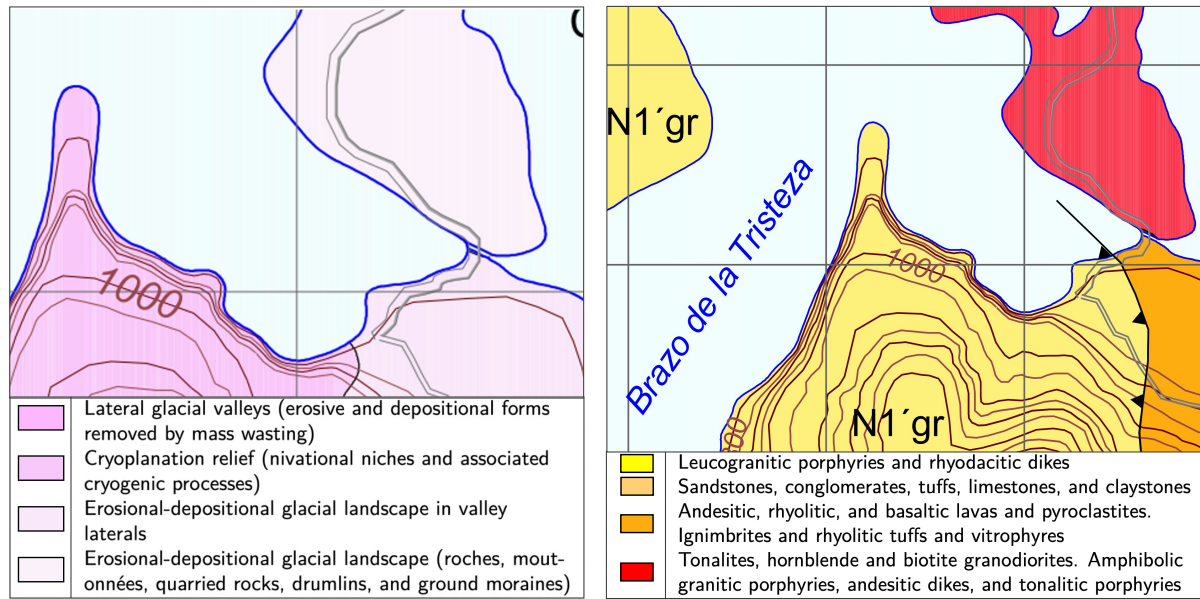 1000
Lateral glacial valleys (erosive and depositional forms
removed by mass wasting)
Cryoplanation relief (nivational niches and associated
cryogenic processes)
Erosional-depositional glacial landscape in valley
laterals
Erosional-depositional glacial landscape (roches, mout-
onnées, quarried rocks, drumlins, and ground moraines)
N1´gr
Brazo de la Tristeza
1000
N1´gr
00
Leucogranitic porphyries and rhyodacitic dikes
Sandstones, conglomerates, tuffs, limestones, and claystones
Andesitic, rhyolitic, and basaltic lavas and pyroclastites.
Ignimbrites and rhyolitic tuffs and vitrophyres
Tonalites, hornblende and biotite granodiorites. Amphibolic
granitic porphyries, andesitic dikes, and tonalitic porphyries